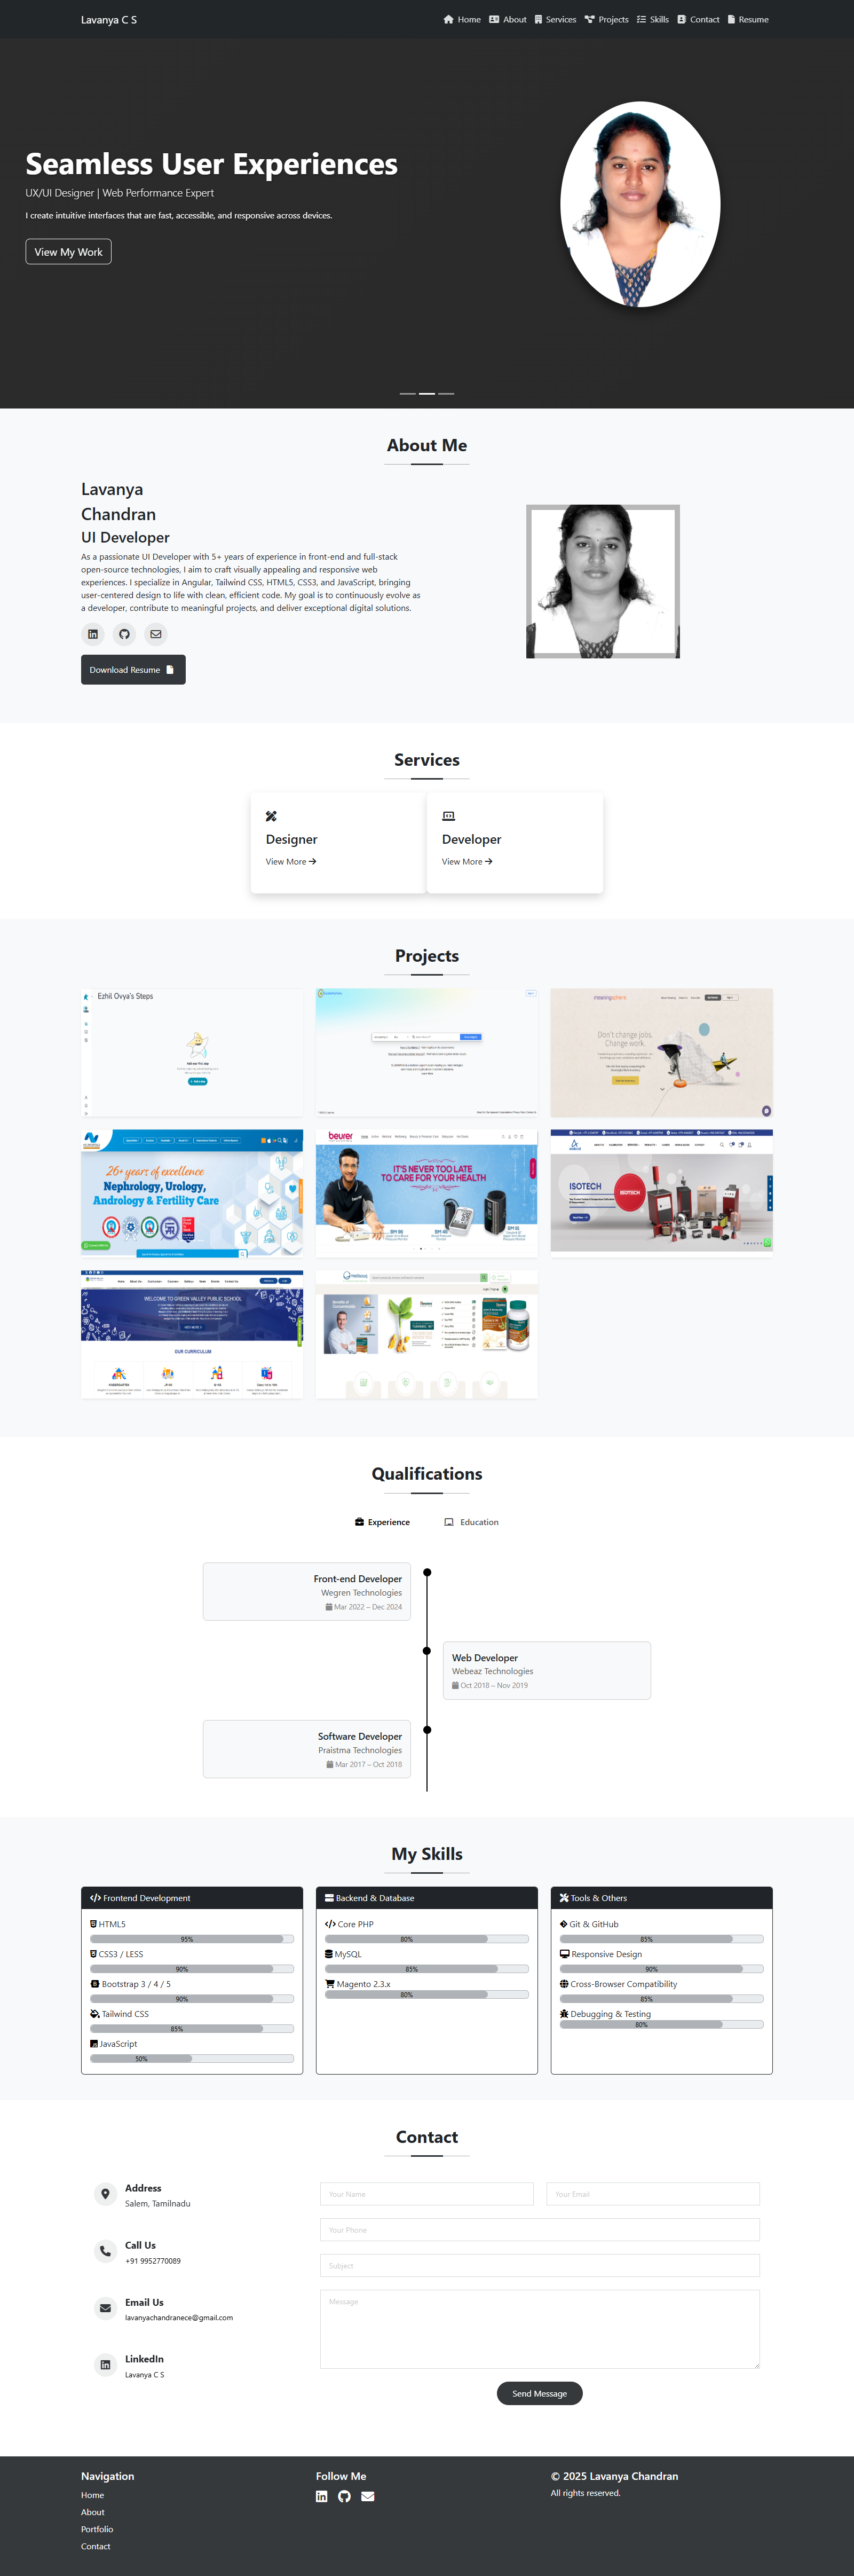 Lavanya C S
Home About Services Projects Skills Contact Resume
Seamless User Experiences
UX/UI Designer | Web Performance Expert
I create intuitive interfaces that are fast, accessible, and responsive across devices.
View My Work
About Me
Lavanya
Chandran
UI Developer
As a passionate UI Developer with 5+ years of experience in front-end and full-stack
open-source technologies, I aim to craft visually appealing and responsive web
experiences. I specialize in Angular, Tailwind CSS, HTML5, CSS3, and JavaScript, bringing
user-centered design to life with clean, efficient code. My goal is to continuously evolve as
a developer, contribute to meaningful projects, and deliver exceptional digital solutions.
Download Resume
Services
Designer
View More
Developer
View More
Projects
Ezhil Ovya's Steps
meaningsphere
Don't change jobs.
Change work.
26+ years of excellence
Nephrology, Urology,
Andrology & Fertility Care
beurer
IT'S NEVER TOO LATE
TO CARE FOR YOUR HEALTH
ISOTECH
ISOTECH
WELCOME TO GREEN VALLEY PUBLIC SCHOOL
OUR CURRICULUM
Qualifications
Experience Education
Front-end Developer
Wegren Technologies
Mar 2022 – Dec 2024
Web Developer
Webeaz Technologies
Oct 2018 – Nov 2019
Software Developer
Praistma Technologies
Mar 2017 – Oct 2018
My Skills
Frontend Development
HTML5
95%
CSS3 / LESS
90%
Bootstrap 3 / 4 / 5
90%
Tailwind CSS
85%
JavaScript
50%
Backend & Database
Core PHP
80%
MySQL
85%
Magento 2.3.x
80%
Tools & Others
Git & GitHub
85%
Responsive Design
90%
Cross-Browser Compatibility
85%
Debugging & Testing
80%
Contact
Address
Salem, Tamilnadu
Call Us
+91 9952770089
Email Us
lavanyachandranece@gmail.com
LinkedIn
Lavanya C S
Your Name
Your Email
Your Phone
Subject
Message
Send Message
Navigation
Home
About
Portfolio
Contact
Follow Me
© 2025 Lavanya Chandran
All rights reserved.